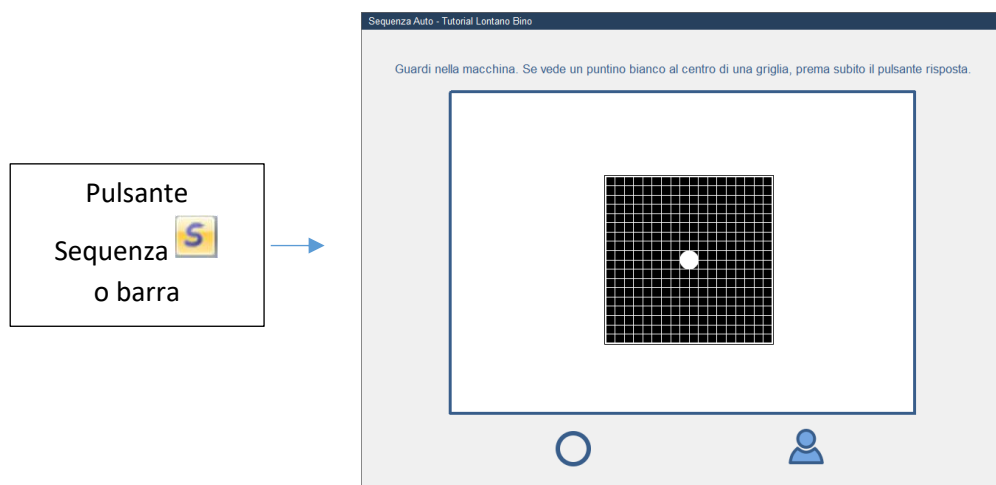 Sequenza Auto - Tutorial Lontano Bino
Guardi nella macchina. Se vede un puntino bianco al centro di una griglia, prema subito il pulsante risposta.
Pulsante
Sequenza S
o barra